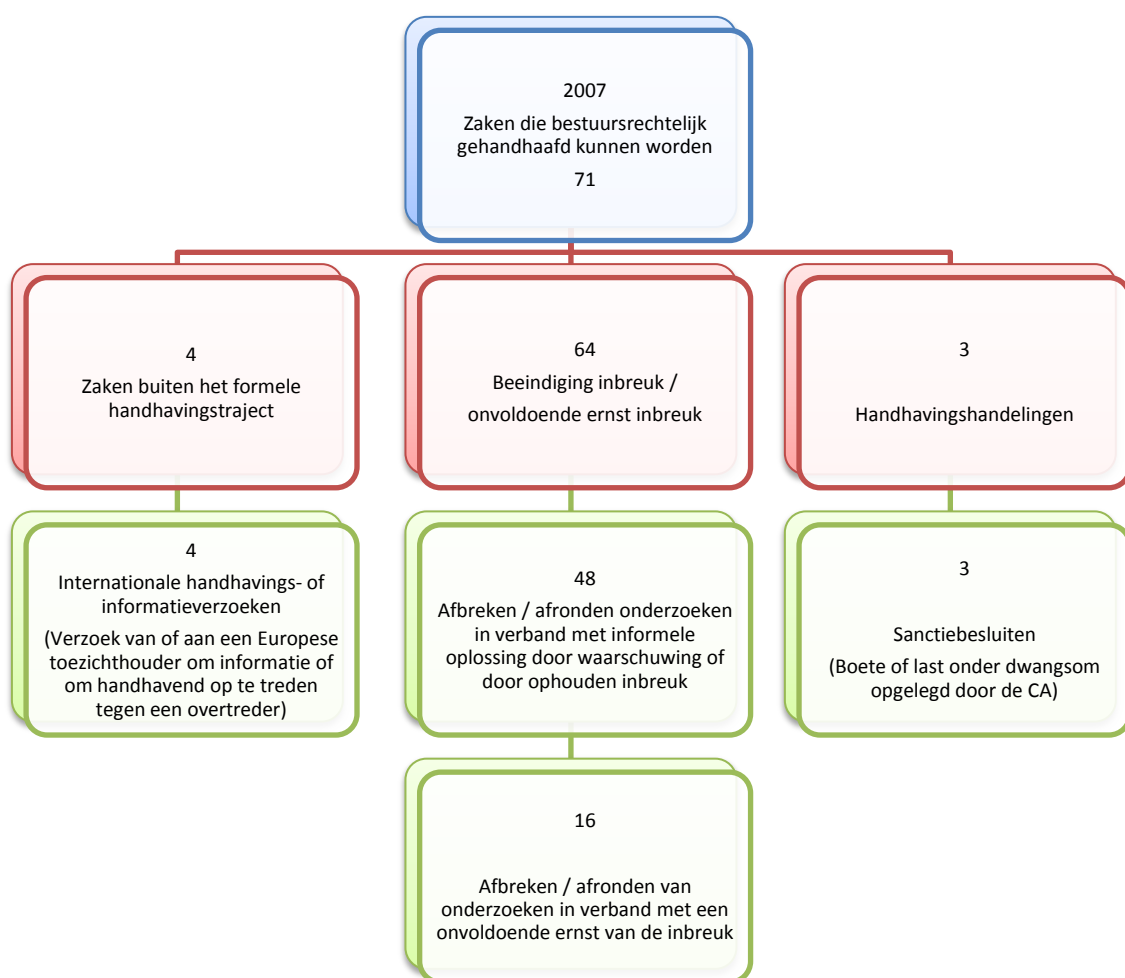 2007
Zaken die bestuursrechtelijk
gehandhaafd kunnen worden
71
4
Zaken buiten het formele
handhavingstraject
64
Beeindiging inbreuk /
onvoldoende ernst inbreuk
3
Handhavingshandelingen
4
Internationale handhavings- of
informatieverzoeken
(Verzoek van of aan een Europese
toezichthouder om informatie of
om handhavend op te treden
tegen een overtreder)
48
Afbreken / afronden onderzoeken
in verband met informele
oplossing door waarschuwing of
door ophouden inbreuk
3
Sanctiebesluiten
(Boete of last onder dwangsom
opgelegd door de CA)
16
Afbreken / afronden van
onderzoeken in verband met een
onvoldoende ernst van de inbreuk